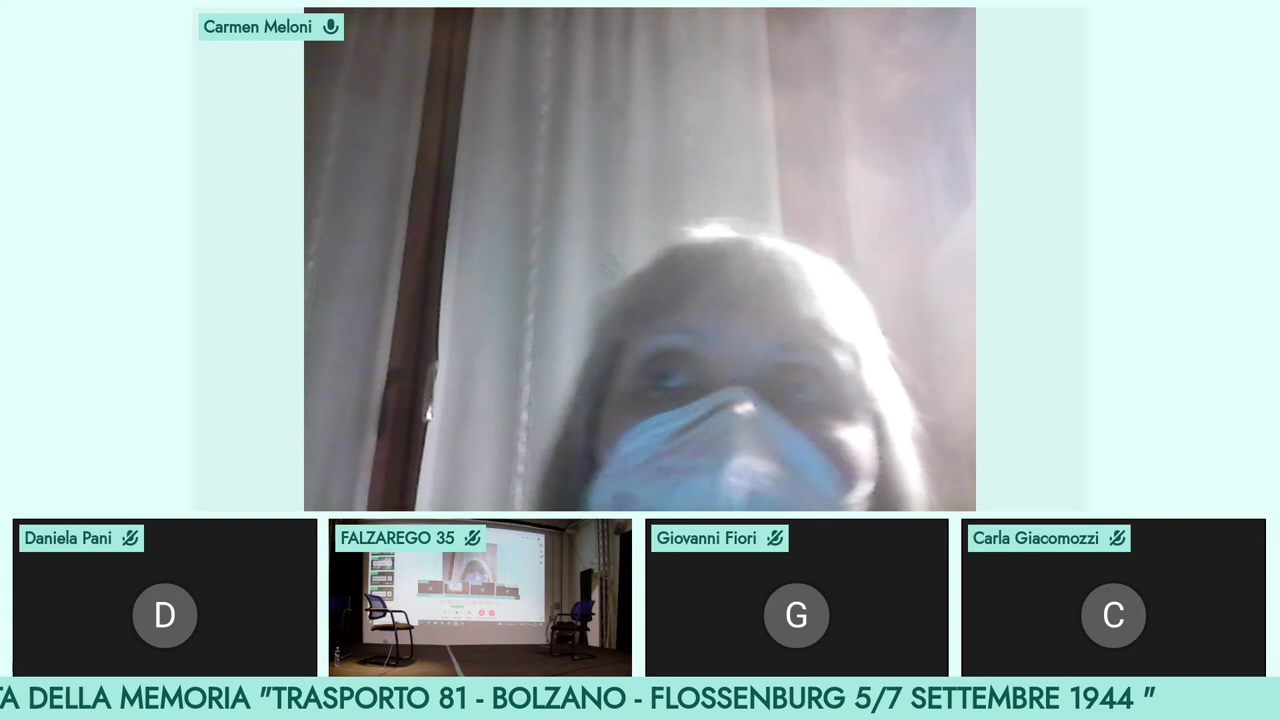 Carmen Meloni
Daniela Pani
FALZAREGO 35
Giovanni Fiori
Carla Giacomozzi
D
G
C
TA DELLA MEMORIA "TRASPORTO 81 - BOLZANO - FLOSSENBURG 5/7 SETTEMBRE 1944 "